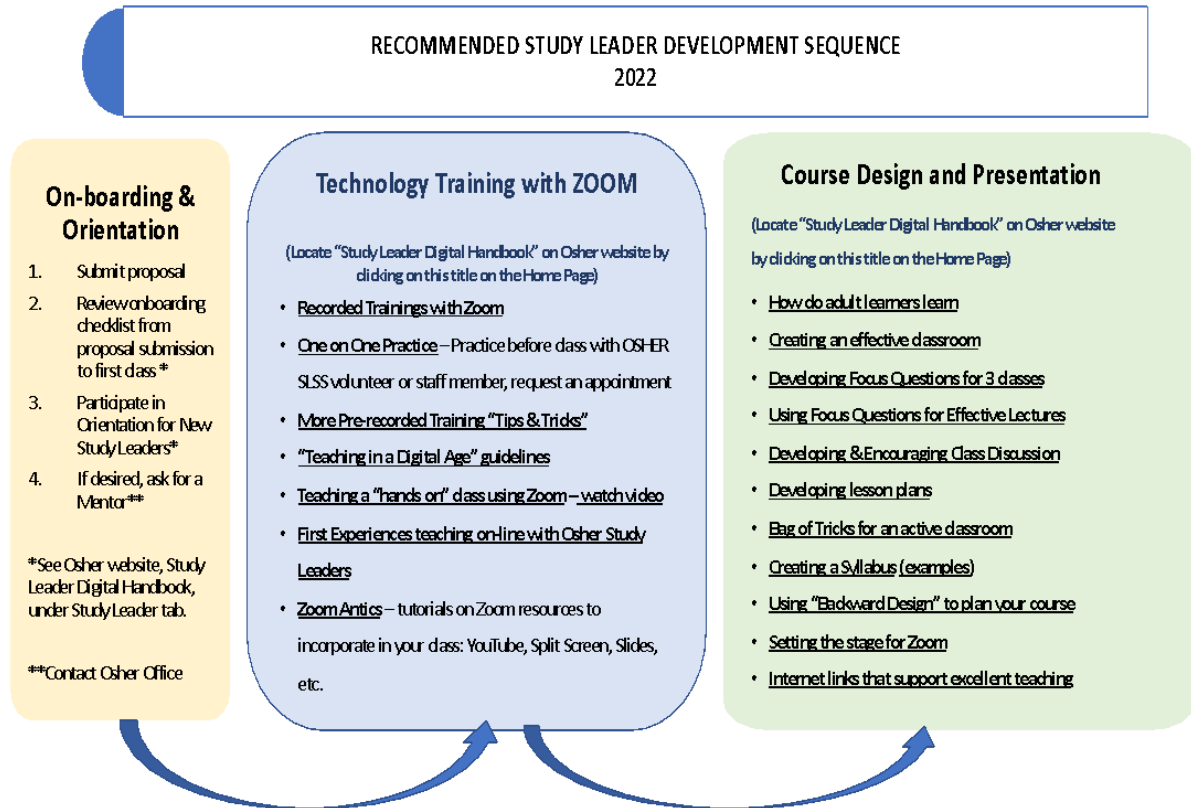 RECOMMENDED STUDY LEADER DEVELOPMENT SEQUENCE
2022
On-boarding &
Orientation
1. Submit proposal
2. Review onboarding
checklist from
proposal submission
to first class *
3. Participate in
Orientation for New
Study Leaders*
4. If desired, ask for a
Mentor**
*See Osher website, Study
Leader Digital Handbook,
under Study Leader tab.
**Contact Osher Office
Technology Training with ZOOM
(Locate “Study Leader Digital Handbook” on Osher website by
clicking on this title on the Home Page)
• Recorded Trainings with Zoom
• One on One Practice – Practice before class with OSHER
SLSS volunteer or staff member, request an appointment
• More Pre-recorded Training “Tips & Tricks”
• “Teaching in a Digital Age” guidelines
• Teaching a “hands on” class using Zoom – watch video
• First Experiences teaching on-line with Osher Study
Leaders
• Zoom Antics – tutorials on Zoom resources to
incorporate in your class: YouTube, Split Screen, Slides,
etc.
Course Design and Presentation
(Locate “Study Leader Digital Handbook” on Osher website
by clicking on this title on the Home Page)
• How do adult learners learn
• Creating an effective classroom
• Developing Focus Questions for 3 classes
• Using Focus Questions for Effective Lectures
• Developing & Encouraging Class Discussion
• Developing lesson plans
• Bag of Tricks for an active classroom
• Creating a Syllabus (examples)
• Using “Backward Design” to plan your course
• Setting the stage for Zoom
• Internet links that support excellent teaching